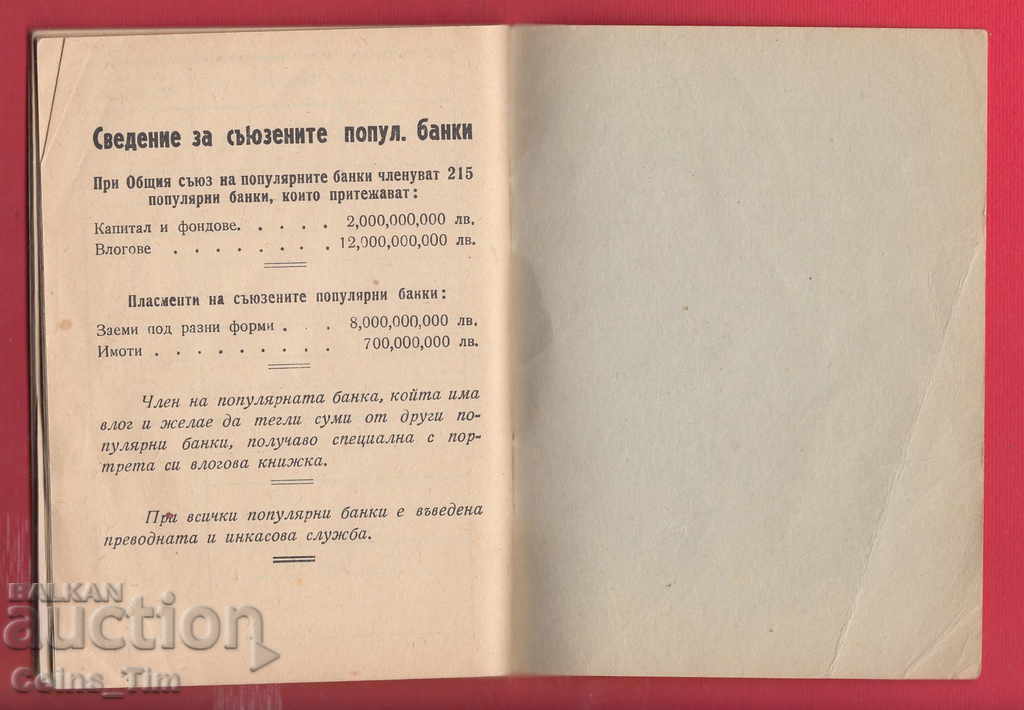 Сведение за съюзените попул. банки
При Общия съюз на популярните банки членуват 215
популярни банки, които притежават:
Капитал и фондове. . . . . 2,000,000,000 лв.
Влогове . . . . . . . . 12,000,000,000 лв.
Пласменти на съюзените популярни банки:
Заеми под разни форми . . . 8,000,000,000 лв.
Имоти . . . . . . . . . 700,000,000 лв.
Член на популярната банка, койта има
влог и желае да тегли суми от други по-
пулярни банки, получаво специална с пор-
трета си влогова книжка.
При всички популярни банки е въведена
преводната и инкасова служба.
BALKAN
auction
Coins_Tim